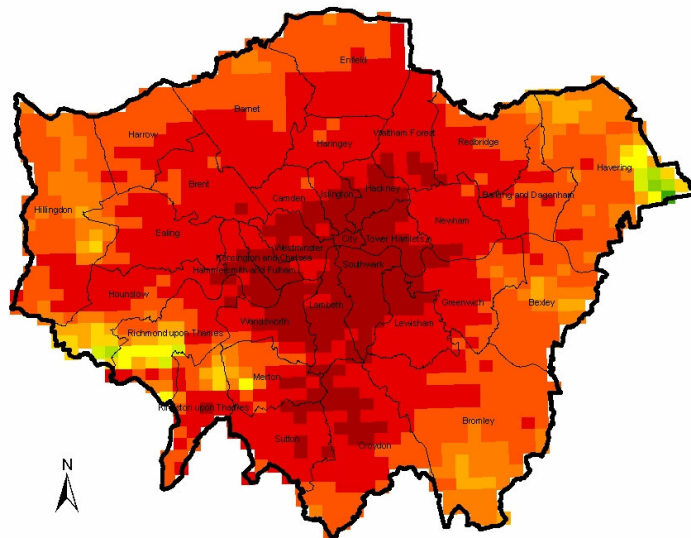 Enfield
Barnet
Harrow
Haringey
Waltham Forest
Redbridge
Havering
Hillingdon
Brent
Camden
Islington
Hackney
Barking and Dagenham
Newham
Ealing
Westminster
City
Tower Hamlets
Kensington and Chelsea
Hammersmith and Fulham
Southwark
Hounslow
Lambeth
Greenwich
Bexley
Wandsworth
Lewisham
Richmond upon Thames
Merton
Kingston upon Thames
Bromley
Sutton
Croydon
N